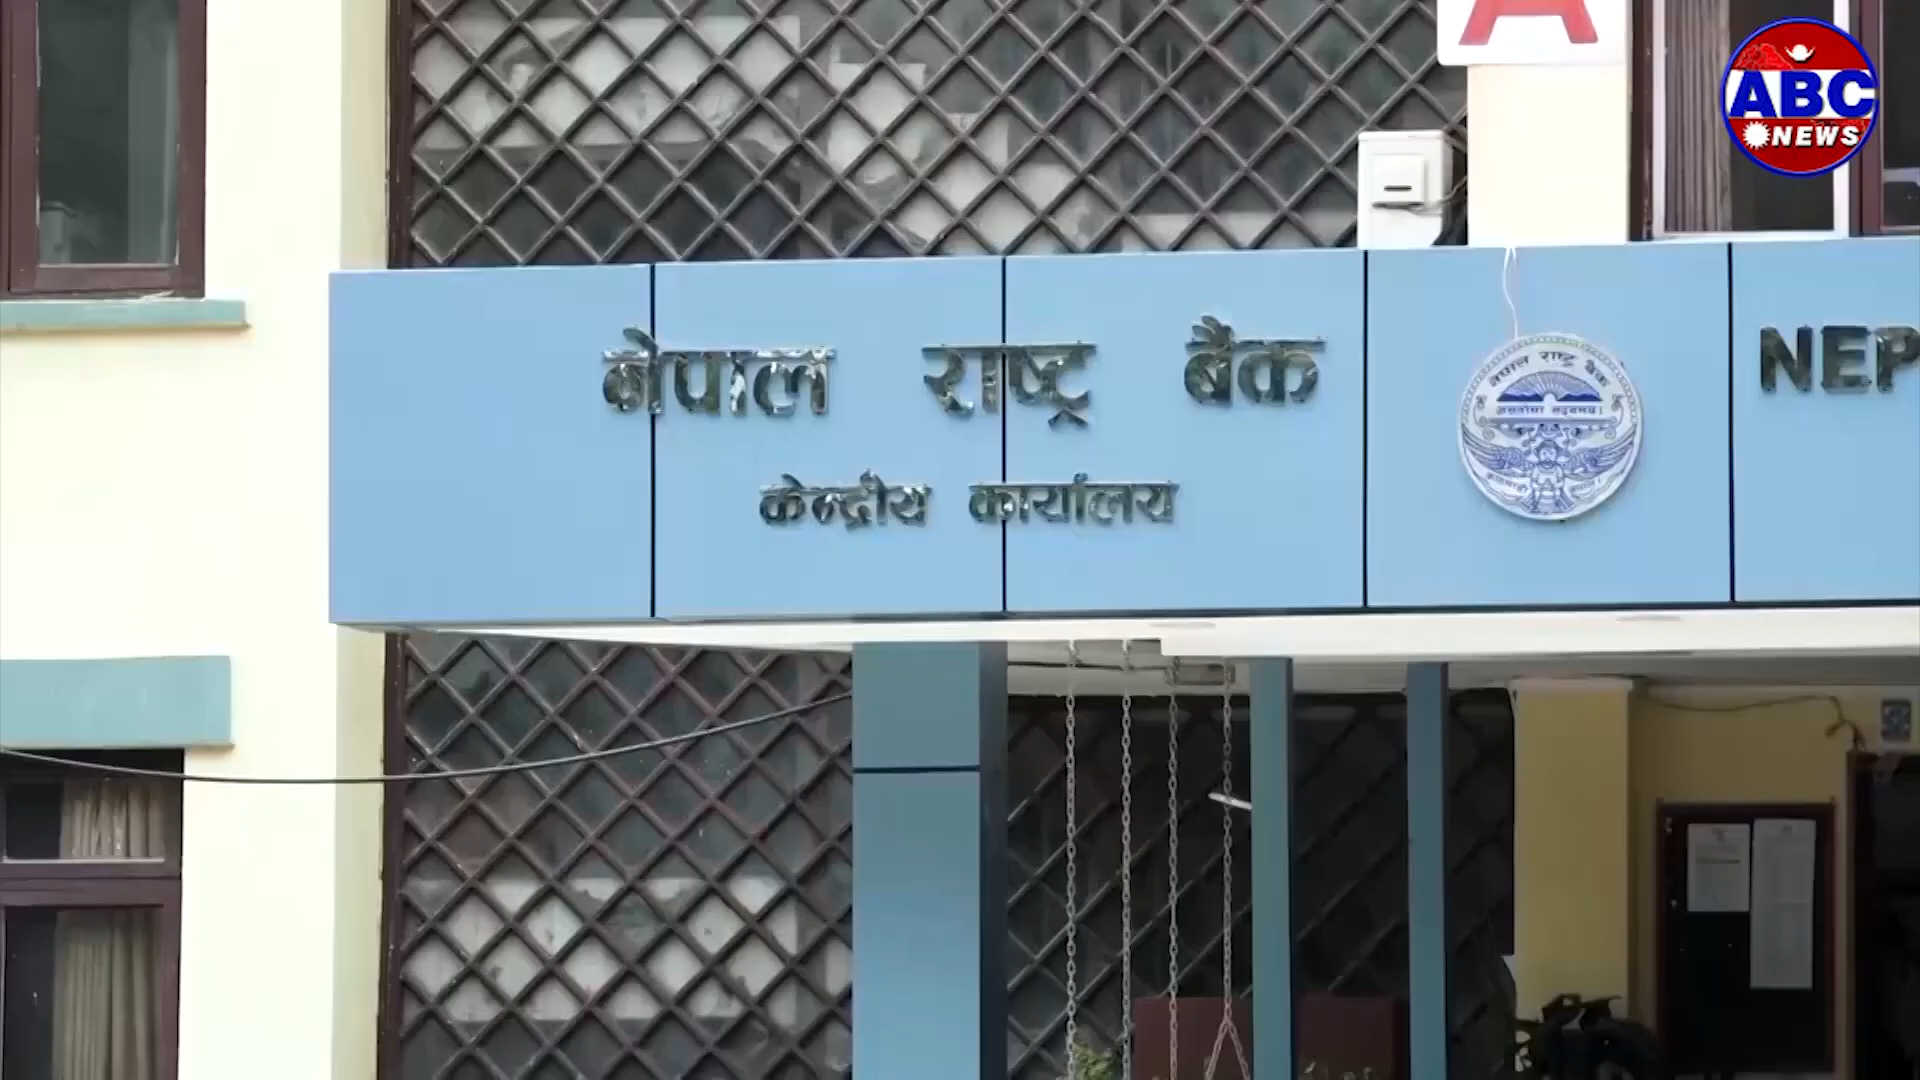 A
ABC
NEWS
नेपाल राष्ट्र बैंक
केन्द्रीय कार्यालय
नेपाल राष्ट्र बैंक
NEP